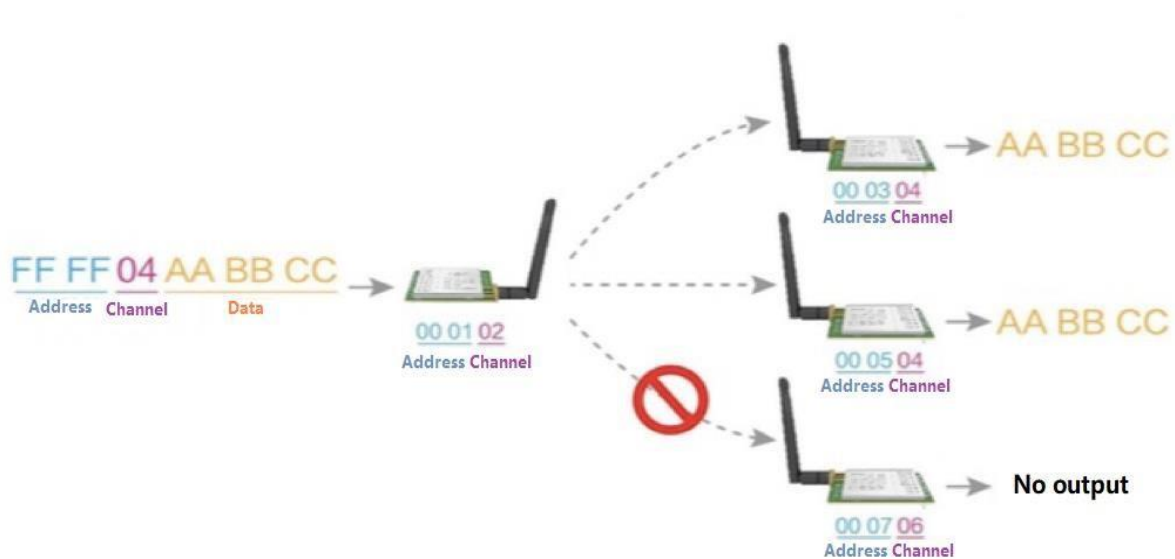 FF FF 04 AA BB CC
Address Channel Data
00 01 02
Address Channel
AA BB CC
00 03 04
Address Channel
AA BB CC
00 05 04
Address Channel
No output
00 07 06
Address Channel